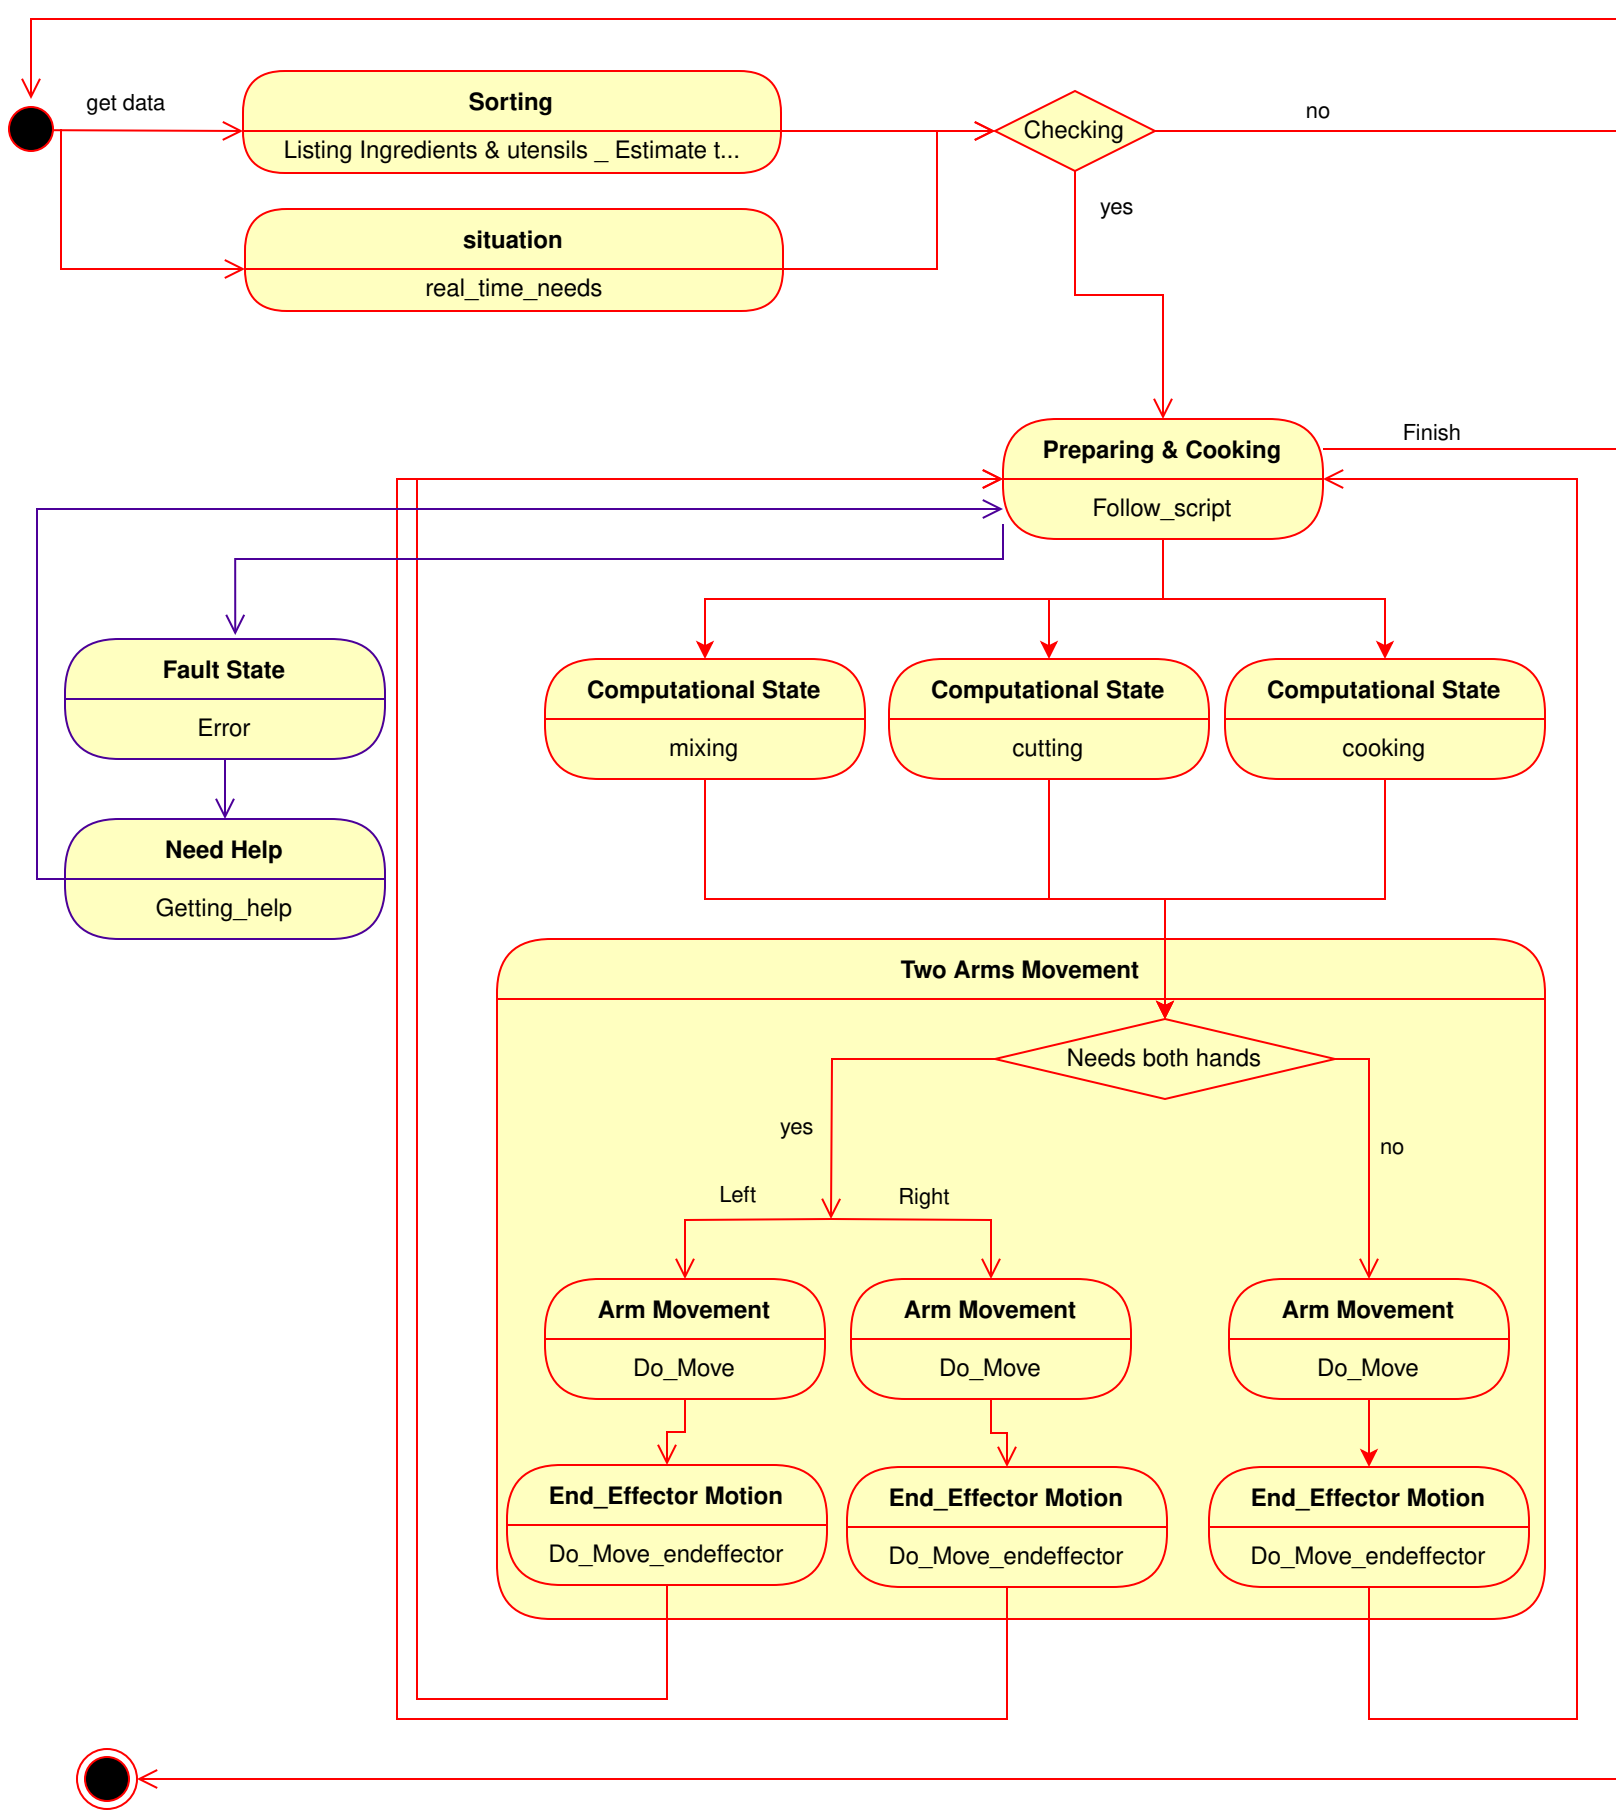 get data
Sorting
Listing Ingredients & utensils _ Estimate t...
Checking
no
yes
situation
real_time_needs
Preparing & Cooking
Follow_script
Finish
Fault State
Error
Need Help
Getting_help
Computational State
mixing
Computational State
cutting
Computational State
cooking
Two Arms Movement
Needs both hands
yes
no
Left
Right
Arm Movement
Do_Move
Arm Movement
Do_Move
Arm Movement
Do_Move
End_Effector Motion
Do_Move_endeffector
End_Effector Motion
Do_Move_endeffector
End_Effector Motion
Do_Move_endeffector